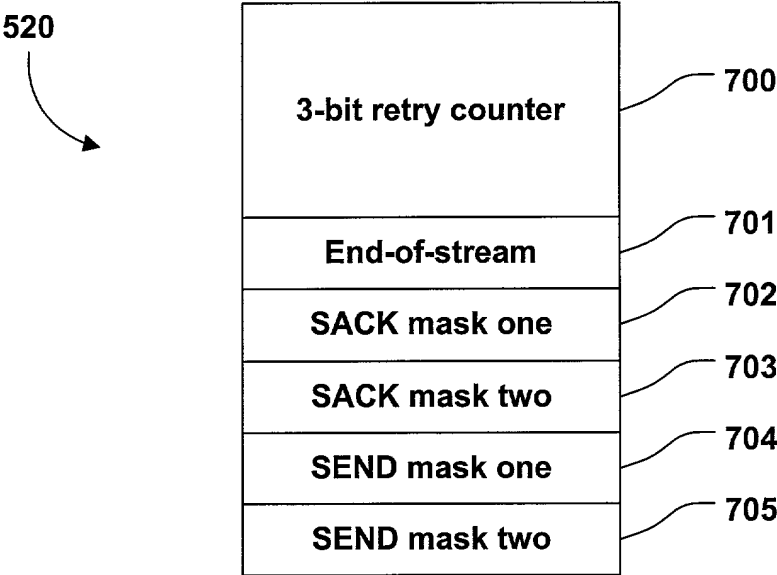 520
3-bit retry counter
700
End-of-stream
701
SACK mask one
702
SACK mask two
703
SEND mask one
704
SEND mask two
705